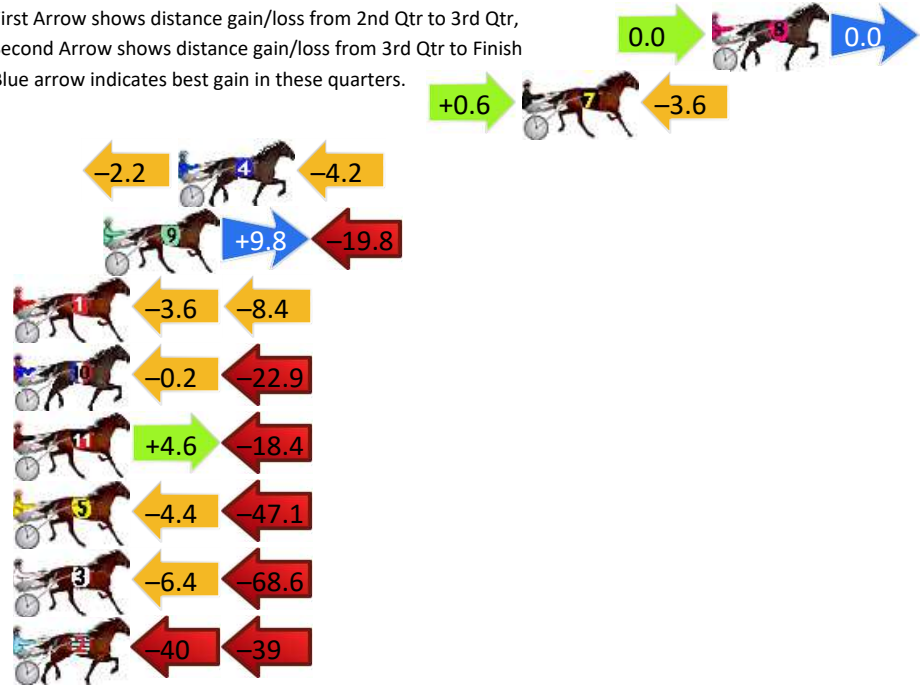 irst Arrow shows distance gain/loss from 2nd Qtr to 3rd Qtr,
econd Arrow shows distance gain/loss from 3rd Qtr to Finish
lue arrow indicates best gain in these quarters.
0.0 8 0.0
+0.6 7 −3.6
−2.2 4 −4.2
9 +9.8 −19.8
1 −3.6 −8.4
10 −0.2 −22.9
11 +4.6 −18.4
5 −4.4 −47.1
3 −6.4 −68.6
−40 −39